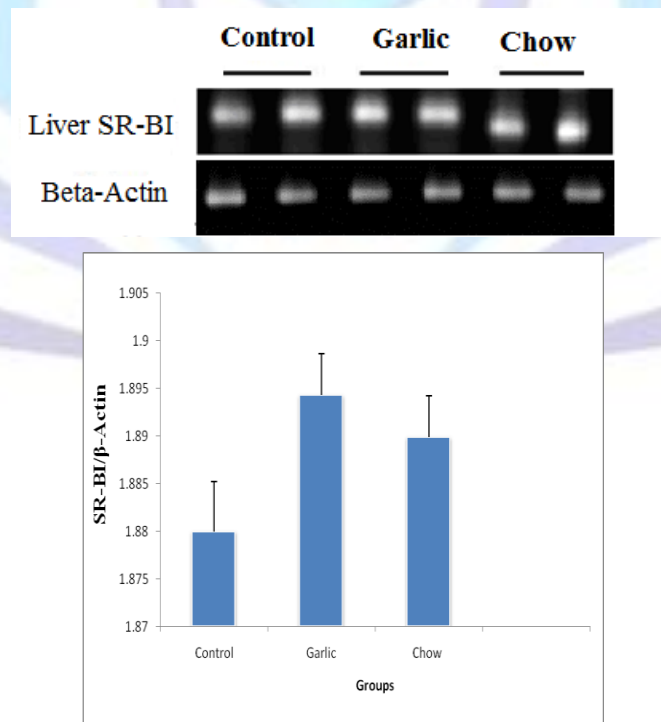 Control Garlic Chow
Liver SR-BI
Beta-Actin
1.905
1.9
1.895
1.89
1.885
1.88
1.875
1.87
SR-BI/β-Actin
Control Garlic Chow
Groups